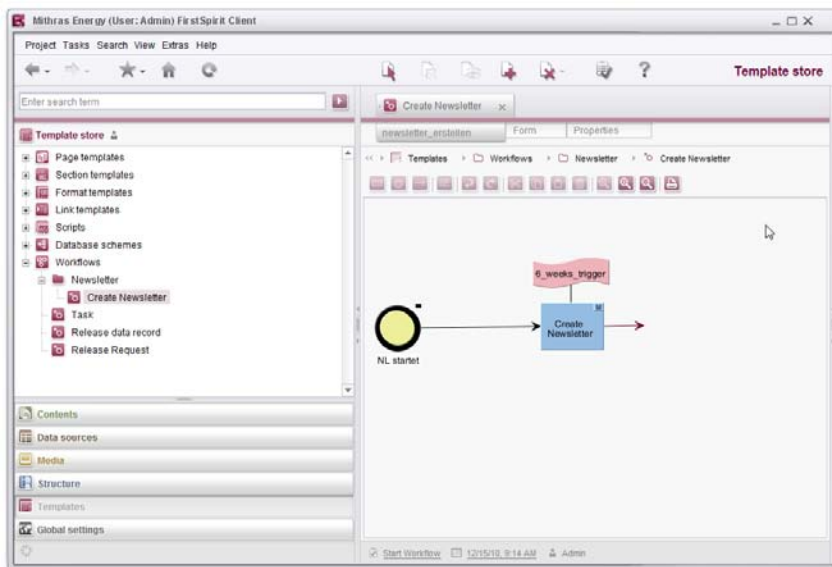 Mithras Energy (User: Admin) FirstSpirit Client
Project Tasks Search View Extras Help
Template store
Enter search term
Create Newsletter
Template store
newsletter_erstellen Form Properties
Templates Workflows Newsletter Create Newsletter
Page templates
Section templates
Format templates
Link templates
Scripts
Database schemes
Workflows
Newsletter
Create Newsletter
Task
Release data record
Release Request
6_weeks_trigger
M
Create
Newsletter
NL startet
Contents
Data sources
Media
Structure
Templates
Global settings
Start Workflow 12/15/10, 9:14 AM Admin